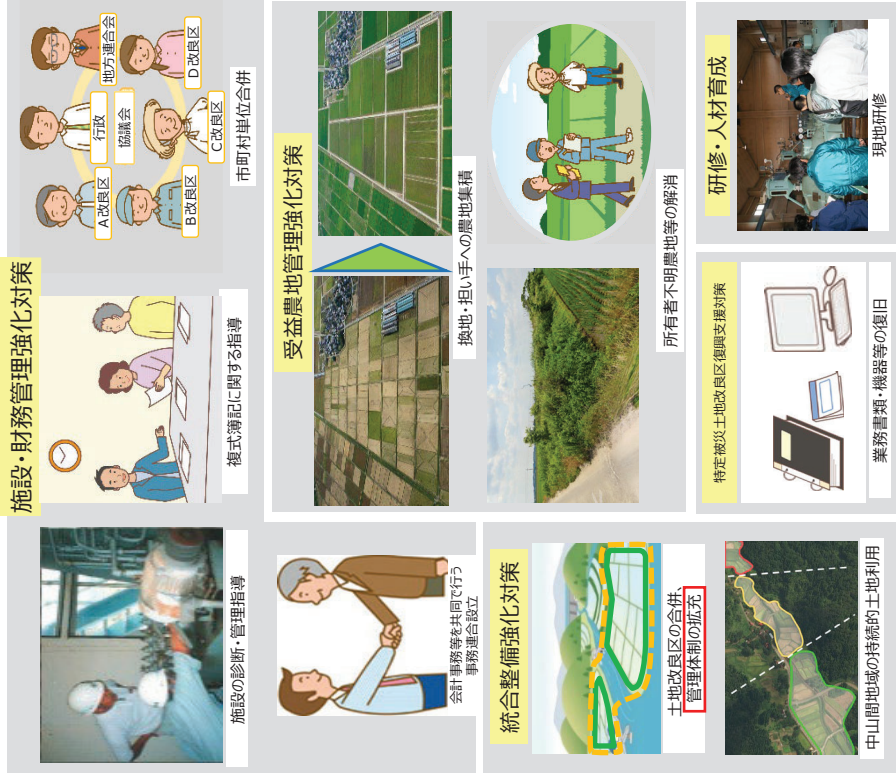 施設・財務管理強化対策
施設の診断・管理指導
複式簿記に関する指導
A改良区
行政
地方連合会
協議会
B改良区
C改良区
D改良区
市町村単位合併
会計事務等を共同で行う
事務連合設立
受益農地管理強化対策
換地・担い手への農地集積
所有者不明農地等の解消
統合整備強化対策
土地改良区の合併、
管理体制の拡充
中山間地域の持続的土地利用
特定被災土地改良区復興支援対策
業務書類・機器等の復旧
研修・人材育成
現地研修